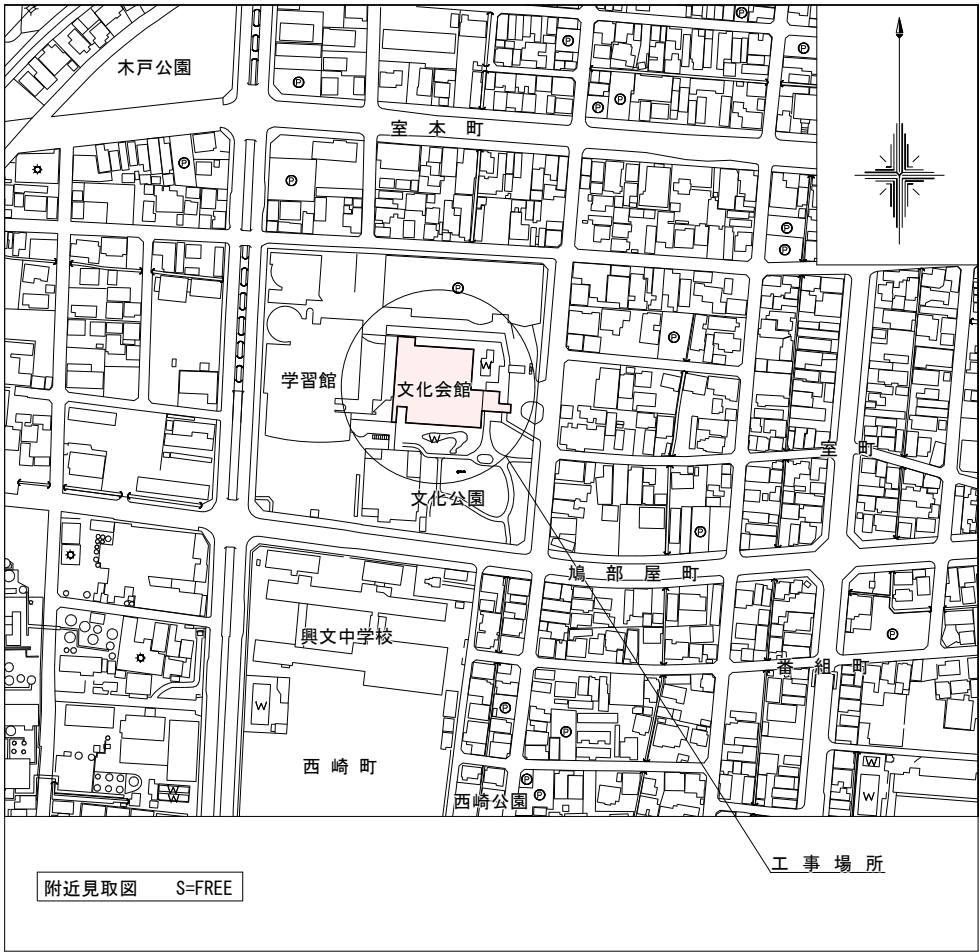 木戸公園
室本町
学習館
文化会館
文化公園
室町
鳩部屋町
興文中学校
番組町
西崎町
西崎公園
工事場所
附近見取図 S=FREE